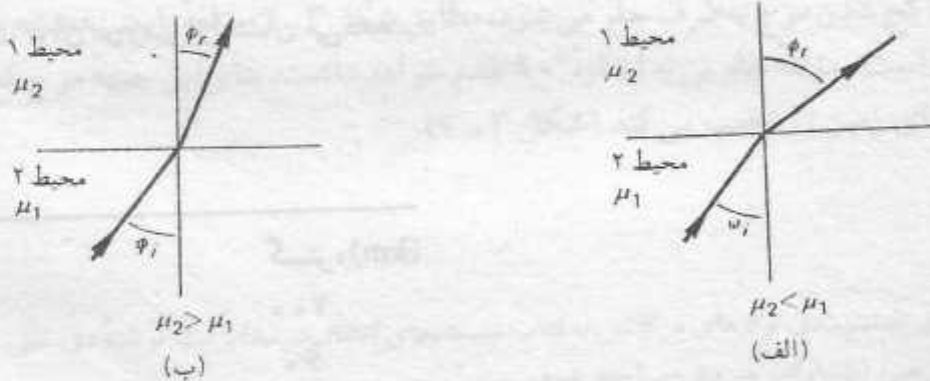 محیط ۱
μ₂
φᵣ
محیط ۲
μ₁
ωᵢ
μ₂ < μ₁
(الف)
محیط ۱
μ₂
φᵣ
محیط ۲
μ₁
φᵢ
μ₂ > μ₁
(ب)